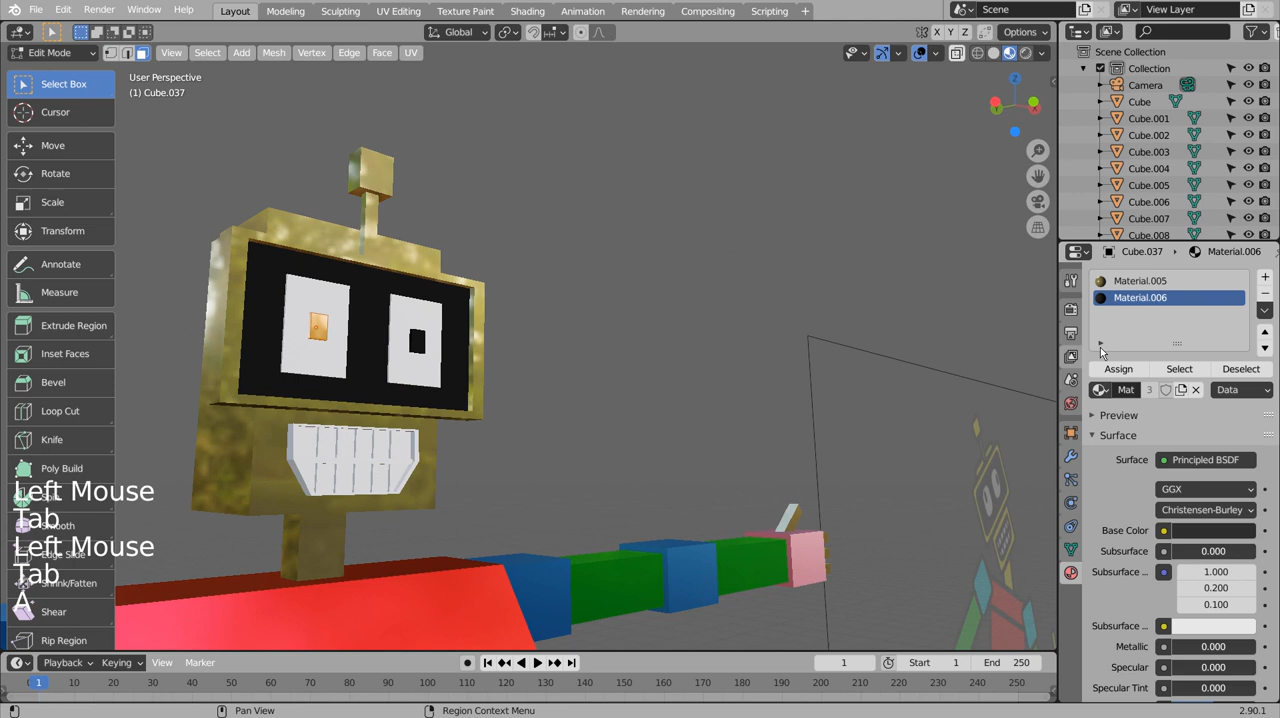 File Edit Render Window Help Layout Modeling Sculpting UV Editing Texture Paint Shading Animation Rendering Compositing Scripting + Scene View Layer
Global Options
Edit Mode View Select Add Mesh Vertex Edge Face UV X Y Z
User Perspective
(1) Cube.037
Select Box
Cursor
Move
Rotate
Scale
Transform
Annotate
Measure
Extrude Region
Inset Faces
Bevel
Loop Cut
Knife
Poly Build
Smooth
Edge Slide
Shrink/Fatten
Shear
Rip Region
Left Mouse
Tab
Left Mouse
Tab
A
Z
Scene Collection
Collection
Camera
Cube
Cube.001
Cube.002
Cube.003
Cube.004
Cube.005
Cube.006
Cube.007
Cube.008
Cube.037 Material.006
Material.005
Material.006
Assign Select Deselect
Mat 3 Data
Preview
Surface
Surface Principled BSDF
GGX
Christensen-Burley
Base Color
Subsurface 0.000
Subsurface ... 1.000
0.200
0.100
Subsurface ...
Metallic 0.000
Specular 0.000
Specular Tint 0.000
Playback Keying View Marker 1 Start 1 End 250
1 10 20 30 40 50 60 70 80 90 100 110 120 130 140 150 160 170 180 190 200 210 220 230 240 250
Pan View Region Context Menu 2.90.1